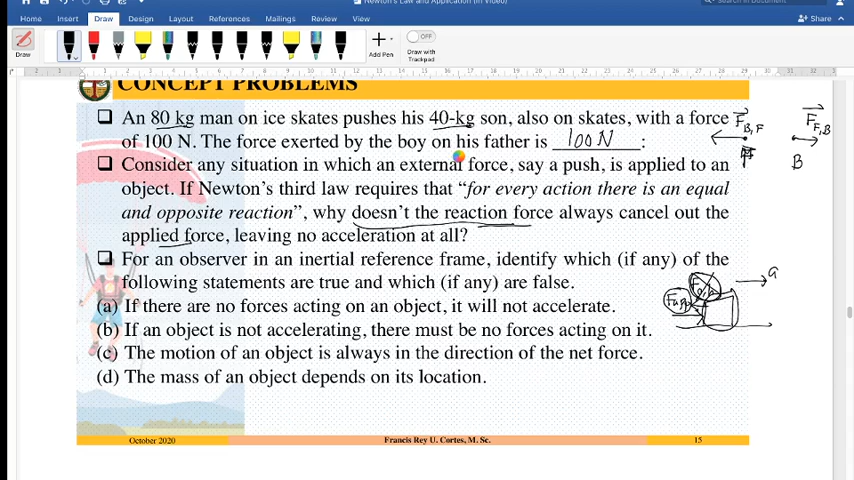 Newton's Law and Application (in Video)
Search in Document
Home Insert Draw Design Layout References Mailings Review View
Share
OFF
Draw
Add Pen
Draw with
Trackpad
CONCEPT PROBLEMS
❑ An 80 kg man on ice skates pushes his 40-kg son, also on skates, with a force
of 100 N. The force exerted by the boy on his father is 100 N :
F B,F
F F,B
B
❑ Consider any situation in which an external force, say a push, is applied to an
object. If Newton's third law requires that "for every action there is an equal
and opposite reaction", why doesn't the reaction force always cancel out the
applied force, leaving no acceleration at all?
❑ For an observer in an inertial reference frame, identify which (if any) of the
following statements are true and which (if any) are false.
a
(a) If there are no forces acting on an object, it will not accelerate.
(b) If an object is not accelerating, there must be no forces acting on it.
(c) The motion of an object is always in the direction of the net force.
(d) The mass of an object depends on its location.
October 2020 Francis Rey U. Cortes, M. Sc. 15